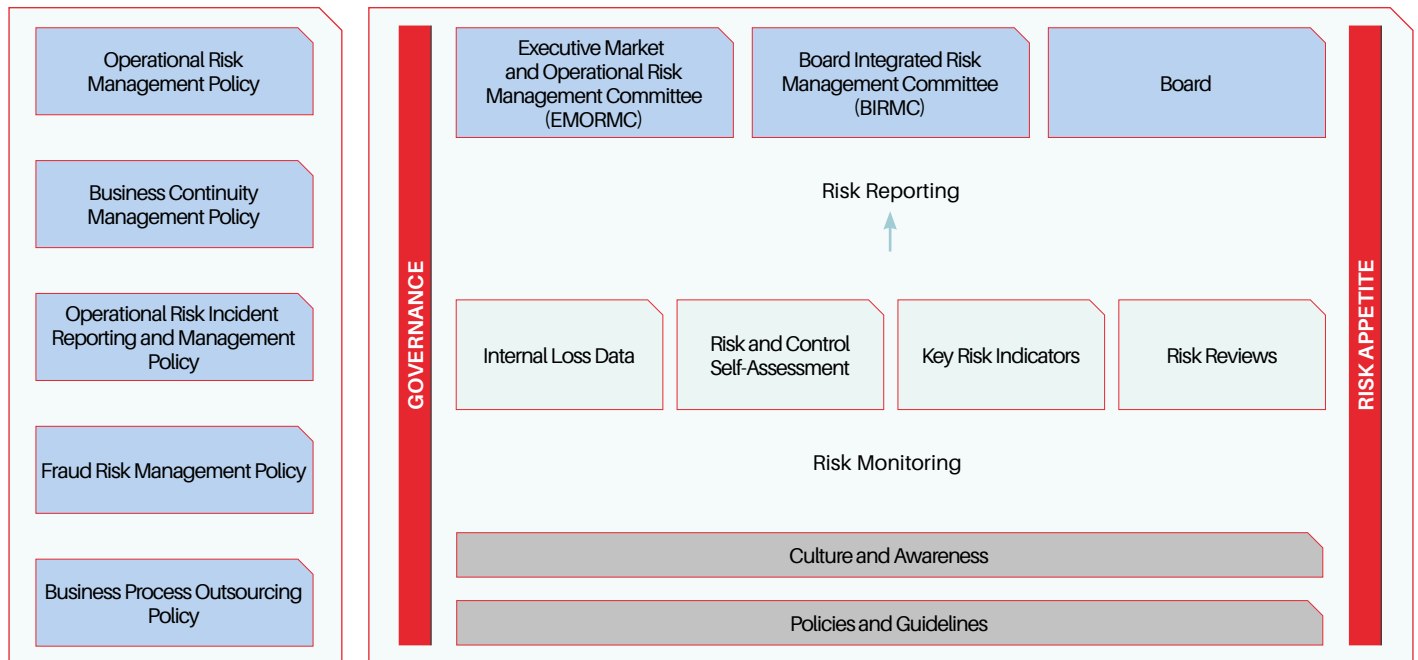 Operational Risk
Management Policy
Business Continuity
Management Policy
Operational Risk Incident
Reporting and Management
Policy
Fraud Risk Management Policy
Business Process Outsourcing
Policy
GOVERNANCE
Executive Market
and Operational Risk
Management Committee
(EMORMC)
Board Integrated Risk
Management Committee
(BIRMC)
Board
Risk Reporting
Internal Loss Data
Risk and Control
Self-Assessment
Key Risk Indicators
Risk Reviews
Risk Monitoring
Culture and Awareness
Policies and Guidelines
RISK APPETITE